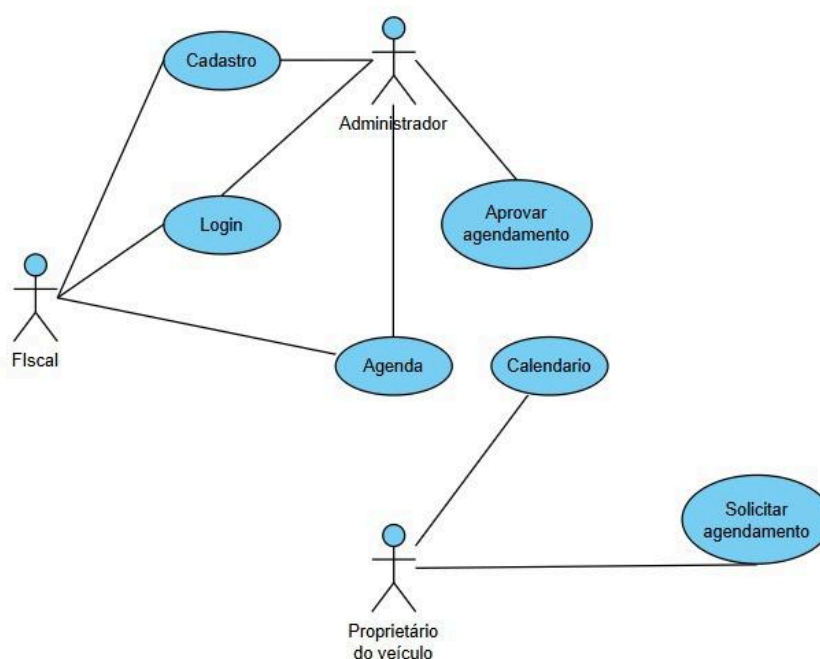 Cadastro
Administrador
Login
Aprovar
agendamento
FIscal
Agenda
Calendario
Solicitar
agendamento
Proprietário
do veículo